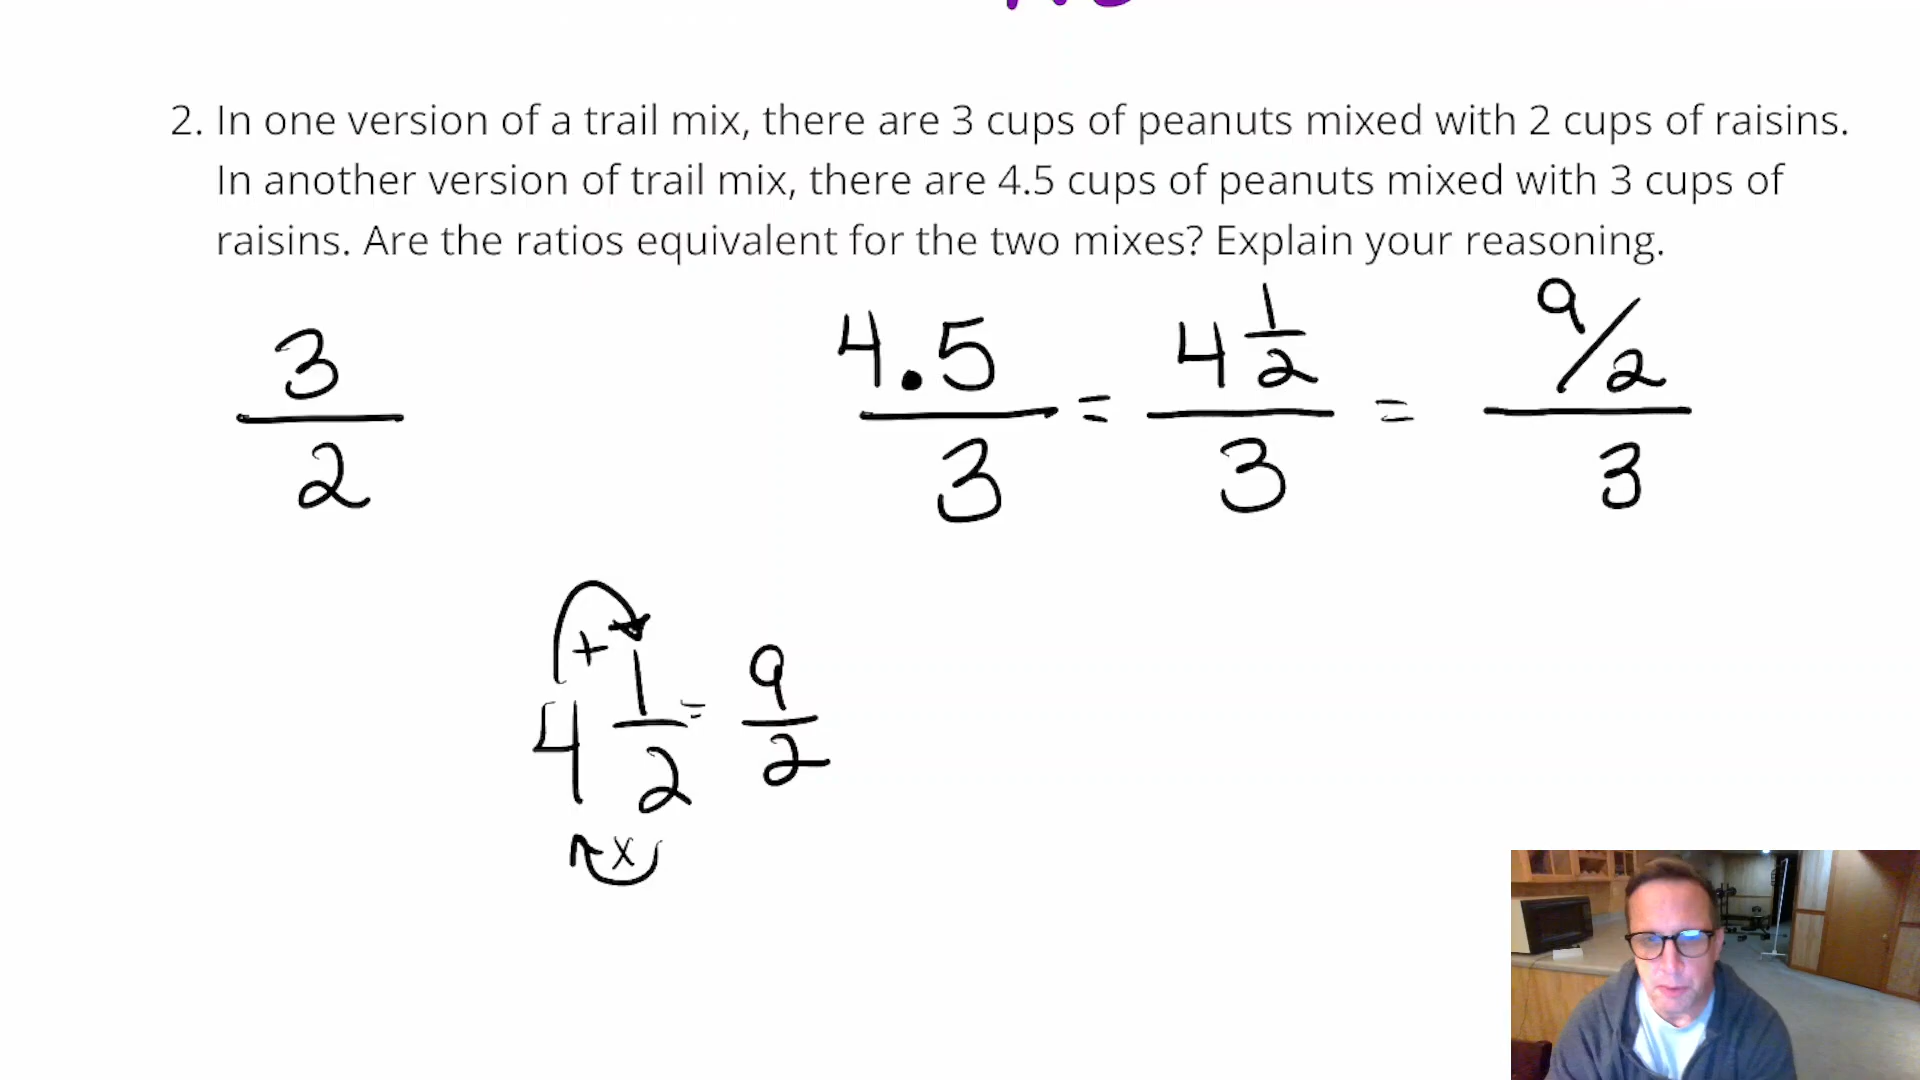 2. In one version of a trail mix, there are 3 cups of peanuts mixed with 2 cups of raisins.
In another version of trail mix, there are 4.5 cups of peanuts mixed with 3 cups of
raisins. Are the ratios equivalent for the two mixes? Explain your reasoning.
3/2
4.5/3 = 4 1/2/3 = 9/2/3
+
4 1/2 = 9/2
x